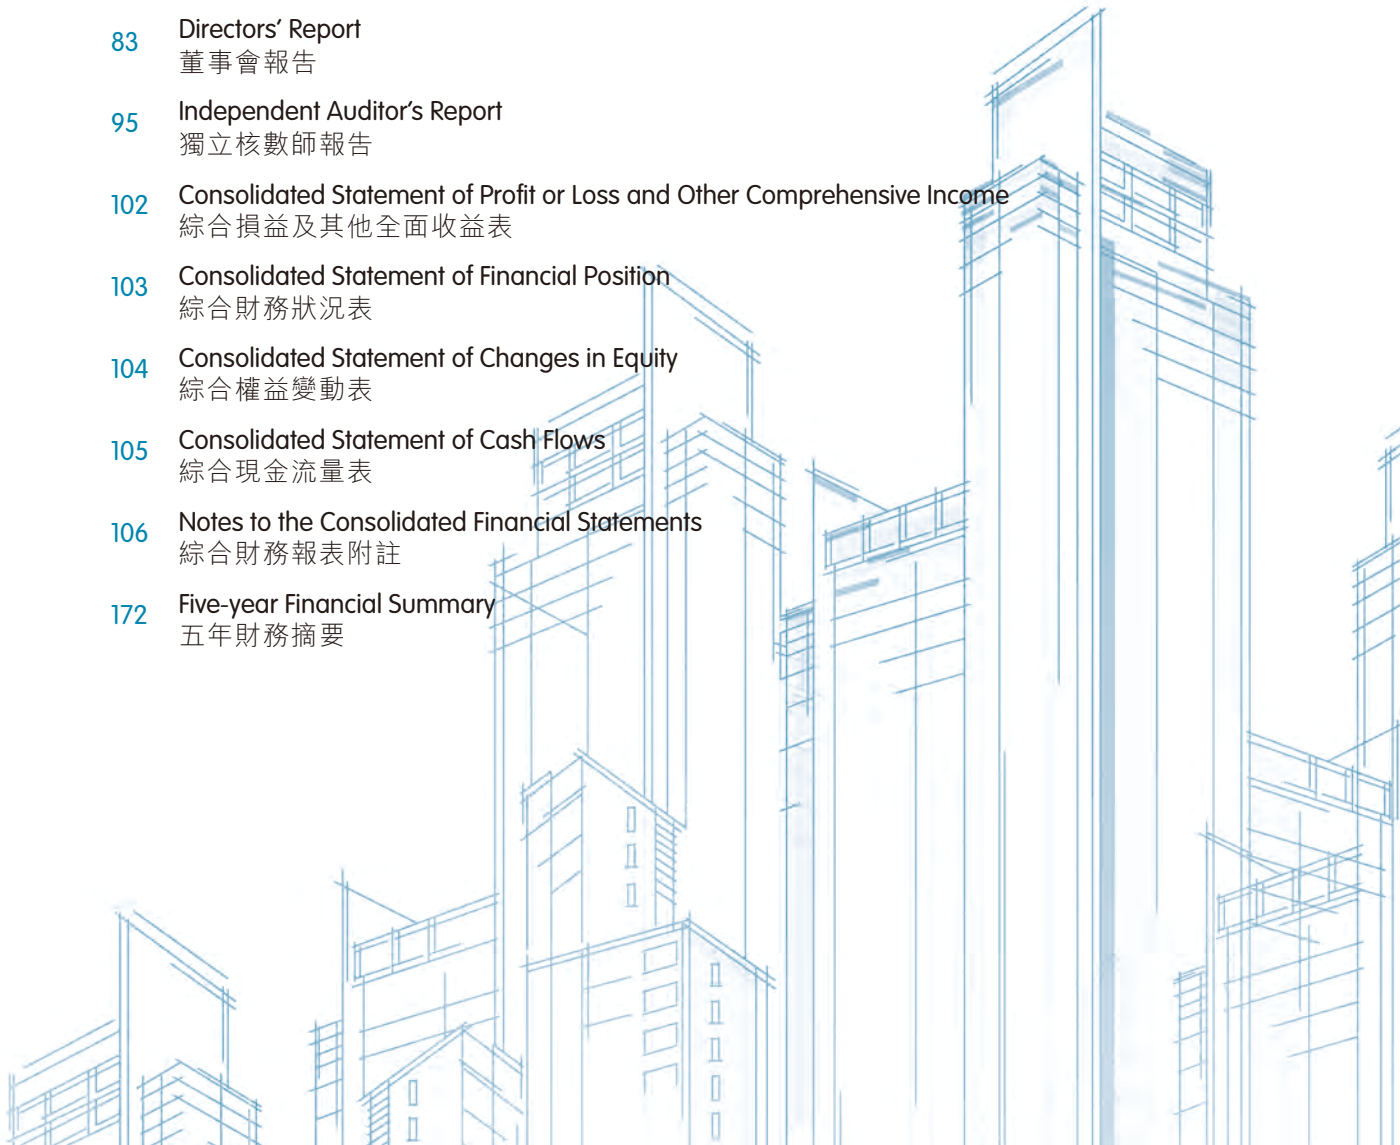 83
Directors’ Report
董事會報告
95
Independent Auditor’s Report
獨立核數師報告
102
Consolidated Statement of Profit or Loss and Other Comprehensive Income
綜合損益及其他全面收益表
103
Consolidated Statement of Financial Position
綜合財務狀況表
104
Consolidated Statement of Changes in Equity
綜合權益變動表
105
Consolidated Statement of Cash Flows
綜合現金流量表
106
Notes to the Consolidated Financial Statements
綜合財務報表附註
172
Five-year Financial Summary
五年財務摘要